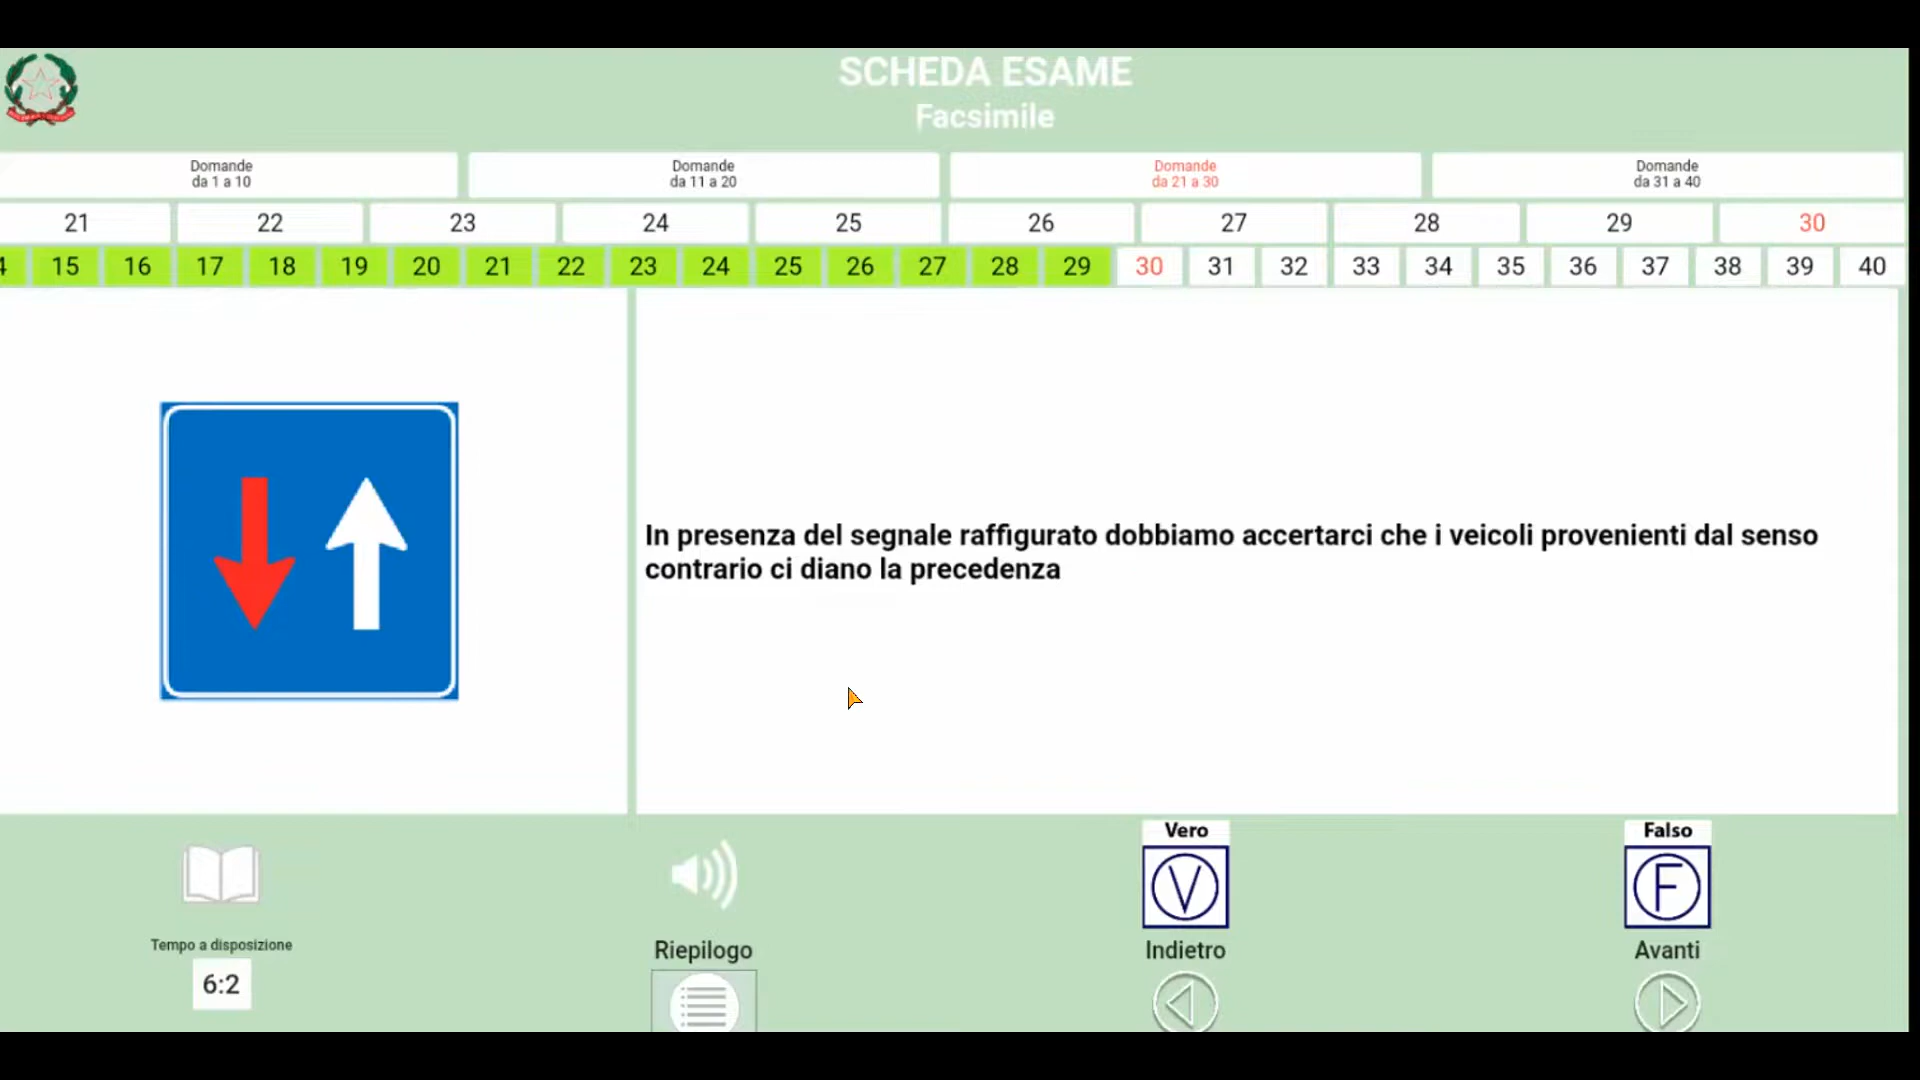 SCHEDA ESAME
Facsimile
Domande
da 1 a 10
Domande
da 11 a 20
Domande
da 21 a 30
Domande
da 31 a 40
21 22 23 24 25 26 27 28 29 30
4 15 16 17 18 19 20 21 22 23 24 25 26 27 28 29 30 31 32 33 34 35 36 37 38 39 40
In presenza del segnale raffigurato dobbiamo accertarci che i veicoli provenienti dal senso
contrario ci diano la precedenza
Tempo a disposizione
6:2
Riepilogo
Vero
V
Indietro
Falso
F
Avanti